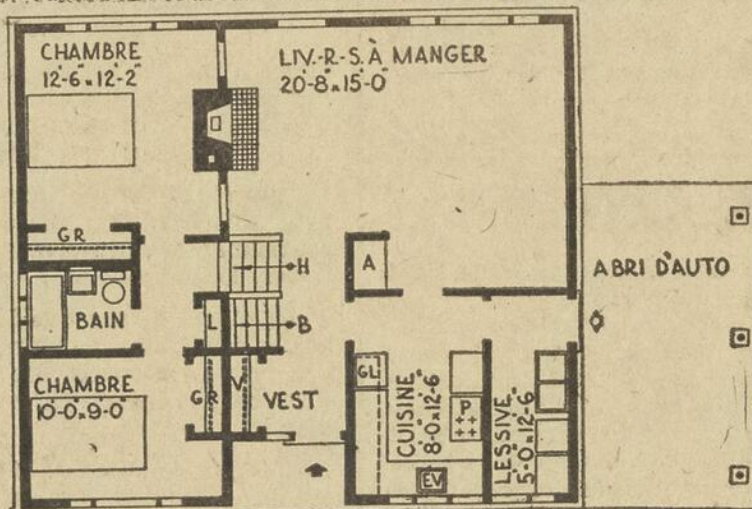 CHAMBRE
12'-6" x 12'-2"
LIV.-R-S. À MANGER
20'-8" x 15'-0"
GR
BAIN
L
H
B
A
ABRI D'AUTO
CHAMBRE
10'-0" x 9'-0"
GR
V
VEST
GL
CUISINE
8'-0" x 12'-6
P
EV
LESSIVE
5'-0" x 12'-6